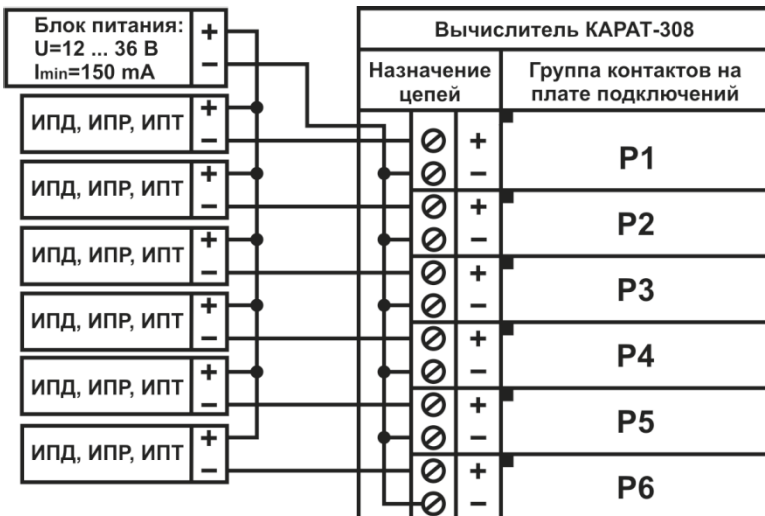 Блок питания:
U=12 ... 36 В
Imin=150 mA
+
−
Вычислитель КАРАТ-308
Назначение
цепей
Группа контактов на
плате подключений
ИПД, ИПР, ИПТ
+
−
+
−
P1
ИПД, ИПР, ИПТ
+
−
+
−
P2
ИПД, ИПР, ИПТ
+
−
+
−
P3
ИПД, ИПР, ИПТ
+
−
+
−
P4
ИПД, ИПР, ИПТ
+
−
+
−
P5
ИПД, ИПР, ИПТ
+
−
+
−
P6